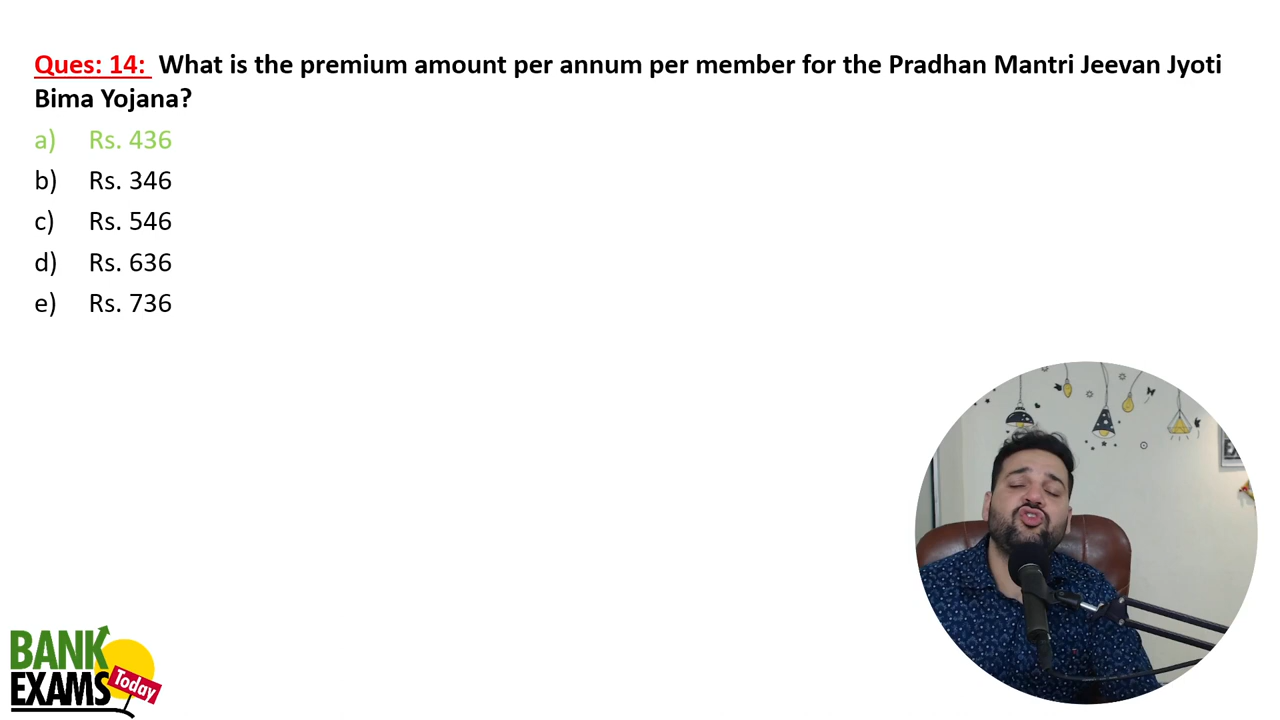 Ques: 14: What is the premium amount per annum per member for the Pradhan Mantri Jeevan Jyoti
Bima Yojana?
a) Rs. 436
b) Rs. 346
c) Rs. 546
d) Rs. 636
e) Rs. 736
BANK
EXAMS
Today